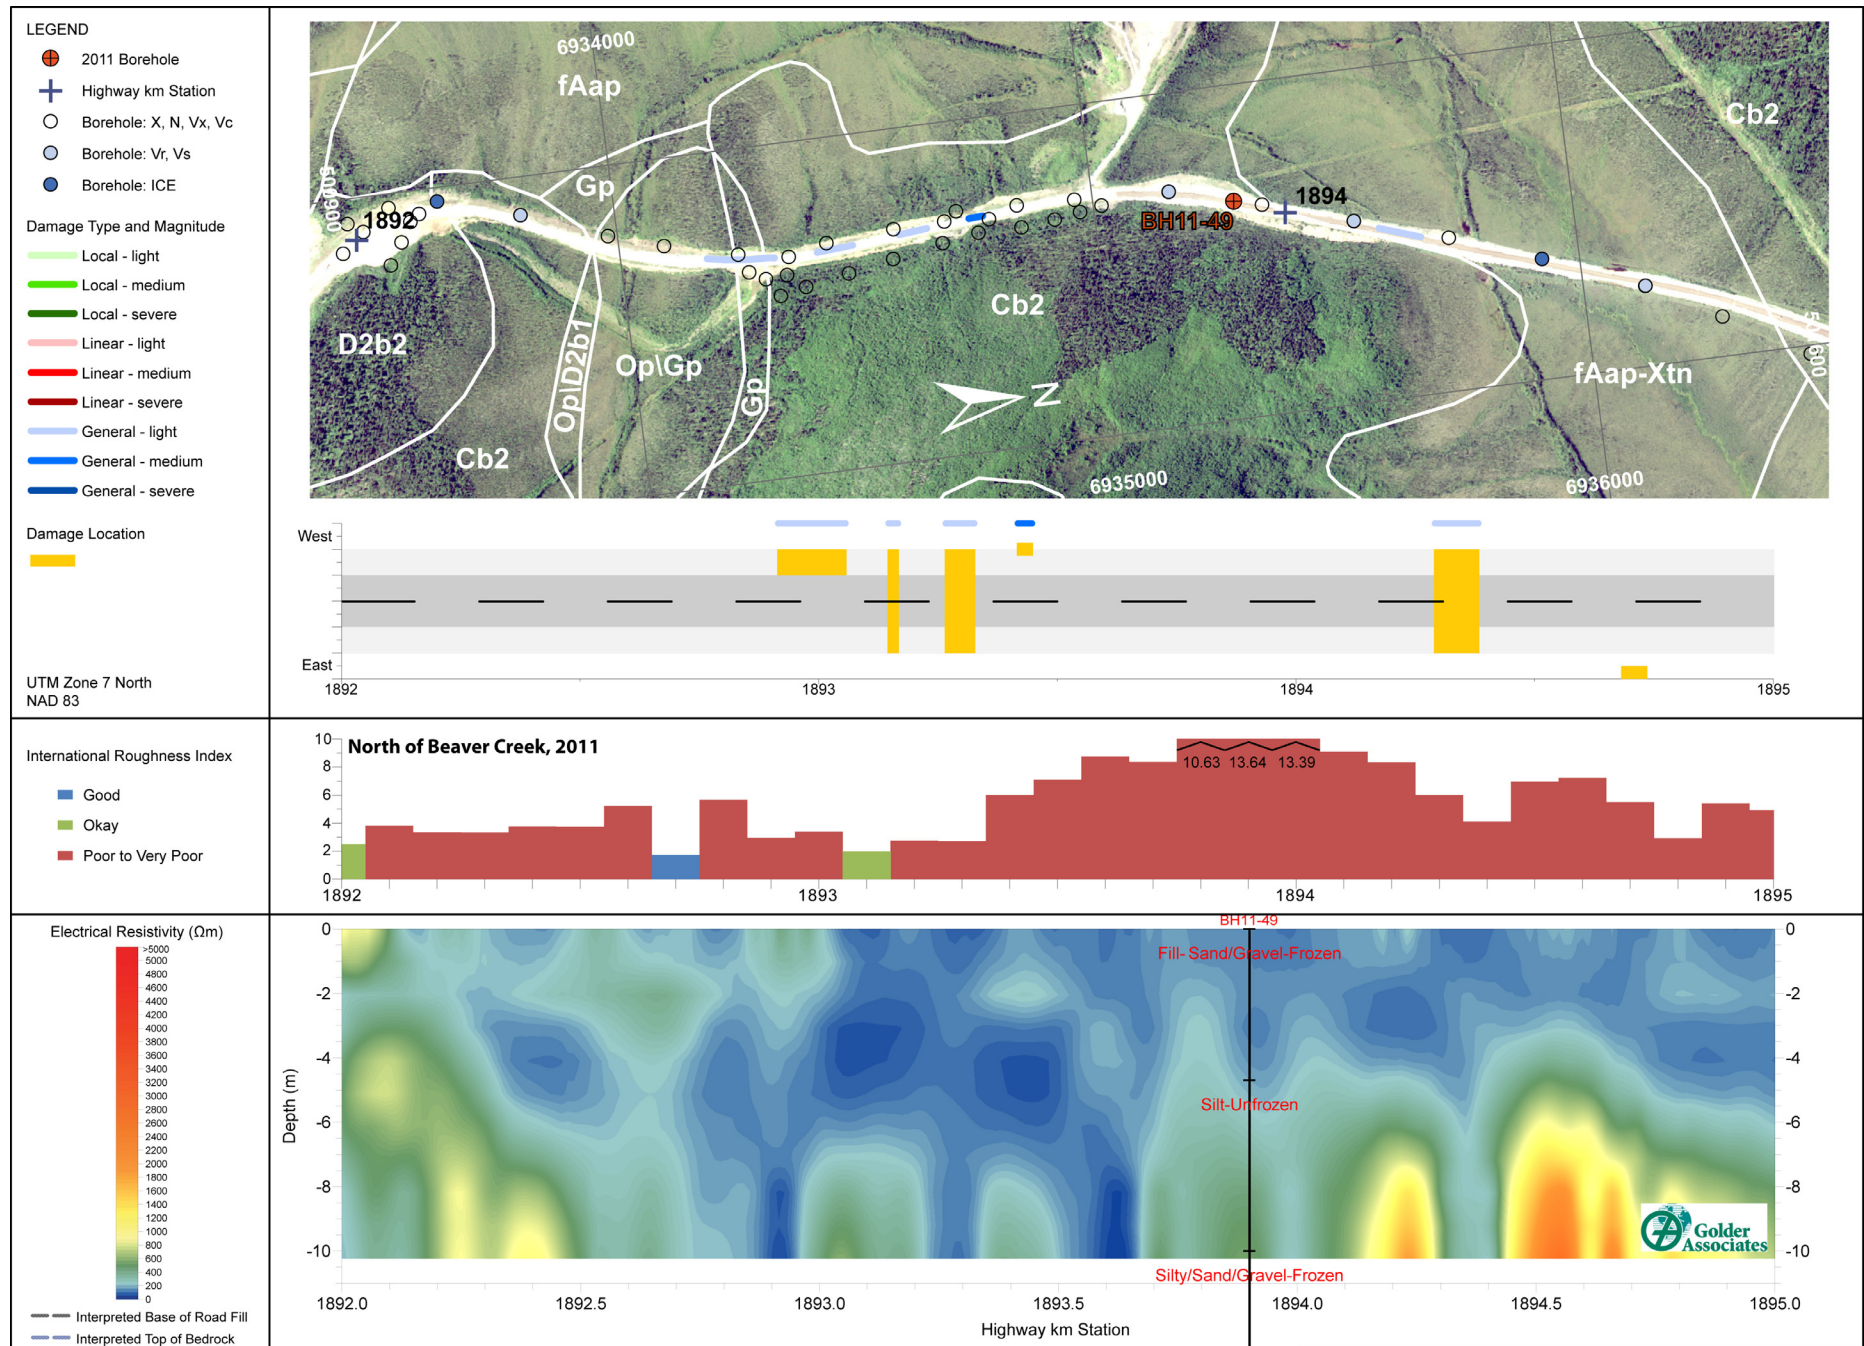 LEGEND
2011 Borehole
Highway km Station
Borehole: X, N, Vx, Vc
Borehole: Vr, Vs
Borehole: ICE
Damage Type and Magnitude
Local - light
Local - medium
Local - severe
Linear - light
Linear - medium
Linear - severe
General - light
General - medium
General - severe
Damage Location
UTM Zone 7 North
NAD 83
6934000
fAap
Cb2
Gp
1892
1894
BH11-49
D2b2
Cb2
Op\D2b1
Op\Gp
Gp
Cb2
N
fAap-Xtn
6935000
6936000
West
East
1892 1893 1894 1895
International Roughness Index
Good
Okay
Poor to Very Poor
North of Beaver Creek, 2011
10
8
6
4
2
0
10.63 13.64 13.39
1892 1893 1894 1895
Electrical Resistivity (Ωm)
>5000
5000
4800
4600
4400
4200
4000
3800
3600
3400
3200
3000
2800
2600
2400
2200
2000
1800
1600
1400
1200
1000
800
600
400
200
0
Interpreted Base of Road Fill
Interpreted Top of Bedrock
BH11-49
Fill- Sand/Gravel-Frozen
Silt-Unfrozen
Silty/Sand/Gravel-Frozen
Depth (m)
0
-2
-4
-6
-8
-10
0
-2
-4
-6
-8
-10
Golder
Associates
1892.0 1892.5 1893.0 1893.5 1894.0 1894.5 1895.0
Highway km Station